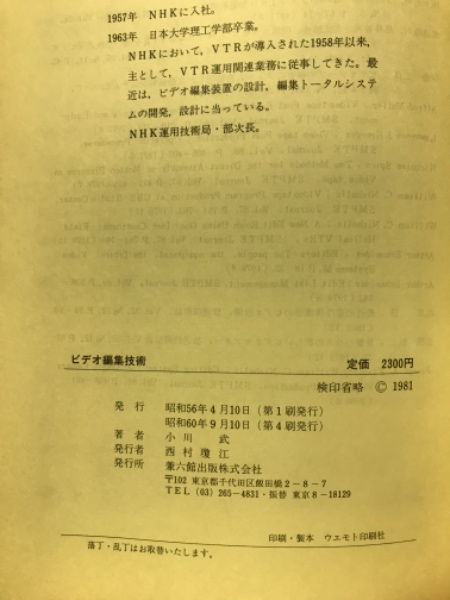 1957年 NHKに入社。
1963年 日本大学理工学部卒業。
NHKにおいて，VTRが導入された1958年以来，
主として，VTR運用関連業務に従事してきた。最
近は，ビデオ編集装置の設計，編集トータルシステ
ムの開発，設計に当っている。
NHK運用技術局・部次長。
ビデオ編集技術 定価 2300円
検印省略 © 1981
発行 昭和56年4月10日（第1刷発行）
昭和60年9月10日（第4刷発行）
著者 小川 武
発行者 西村瓊江
発行所 兼六館出版株式会社
〒102 東京都千代田区飯田橋2－8－7
TEL (03) 265-4831・振替 東京 8-18129
印刷・製本 ウエモト印刷社
落丁・乱丁はお取替いたします。